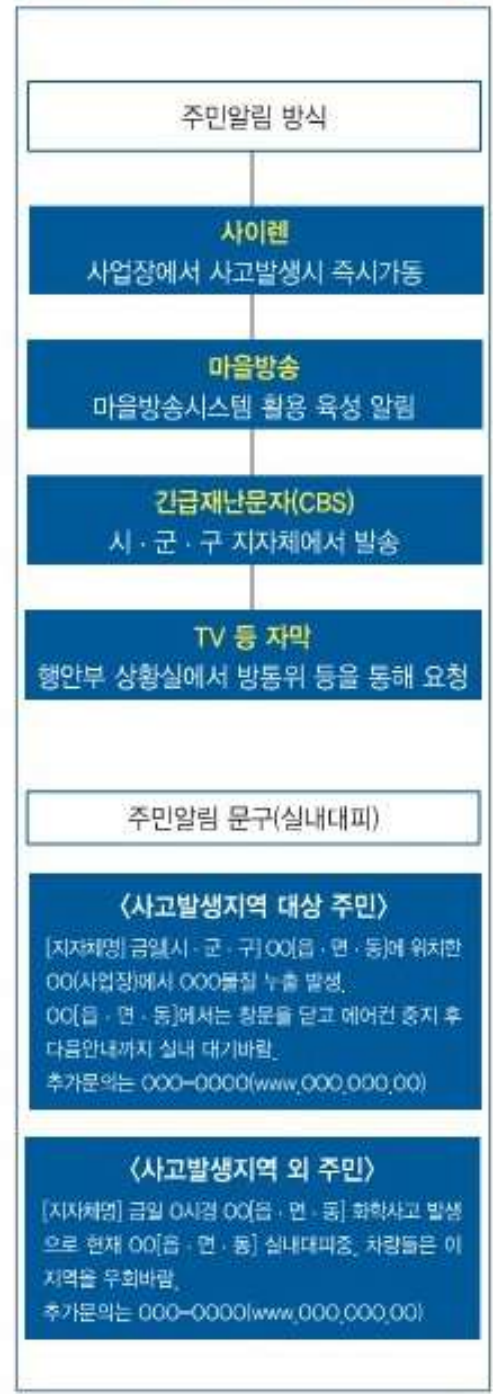 주민알림 방식
사이렌
사업장에서 사고발생시 즉시가동
마을방송
마을방송시스템 활용 육성 알림
긴급재난문자(CBS)
시 · 군 · 구 지자체에서 발송
TV 등 자막
행안부 상황실에서 방통위 등을 통해 요청
주민알림 문구(실내대피)
〈사고발생지역 대상 주민〉
[지자체명] 금일[시 · 군 · 구] OO[읍 · 면 · 동]에 위치한
OO(사업장)에서 OOO물질 누출 발생.
OO[읍 · 면 · 동]에서는 창문을 닫고 에어컨 중지 후
다음안내까지 실내 대기바람.
추가문의는 OOO-OOOO(www.OOO.OOO.OO)
〈사고발생지역 외 주민〉
[지자체명] 금일 O시경 OO[읍 · 면 · 동] 화학사고 발생
으로 현재 OO[읍 · 면 · 동] 실내대피중. 차량들은 이
지역을 우회바람.
추가문의는 OOO-OOOO(www.OOO.OOO.OO)